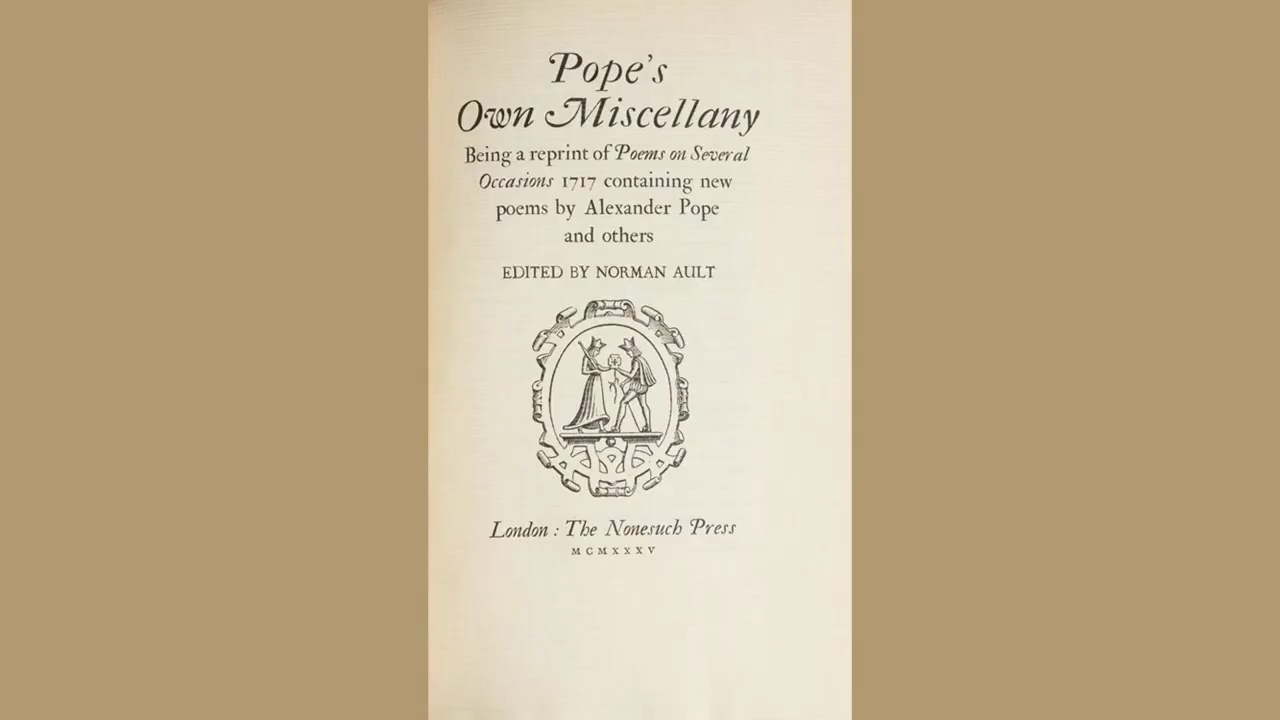 Pope's
Own Miscellany
Being a reprint of Poems on Several
Occasions 1717 containing new
poems by Alexander Pope
and others
EDITED BY NORMAN AULT
London : The Nonesuch Press
MCMXXXV